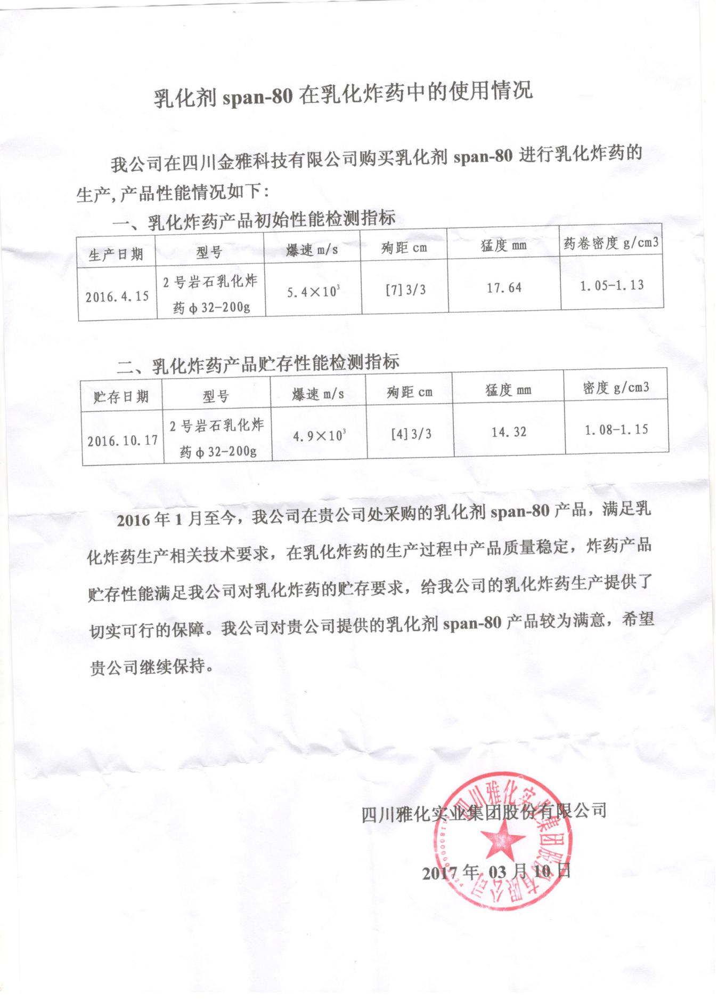 乳化剂 span-80 在乳化炸药中的使用情况
我公司在四川金雅科技有限公司购买乳化剂 span-80 进行乳化炸药的
生产,产品性能情况如下:
一、乳化炸药产品初始性能检测指标
生产日期 型号 爆速 m/s 殉距 cm 猛度 mm 药卷密度 g/cm3
2016.4.15 2 号岩石乳化炸 5.4×10³ [7]3/3 17.64 1.05-1.13
药 ф 32-200g
二、乳化炸药产品贮存性能检测指标
贮存日期 型号 爆速 m/s 殉距 cm 猛度 mm 密度 g/cm3
2016.10.17 2 号岩石乳化炸 4.9×10³ [4]3/3 14.32 1.08-1.15
药 ф 32-200g
2016 年 1 月至今，我公司在贵公司处采购的乳化剂 span-80 产品，满足乳
化炸药生产相关技术要求，在乳化炸药的生产过程中产品质量稳定，炸药产品
贮存性能满足我公司对乳化炸药的贮存要求，给我公司的乳化炸药生产提供了
切实可行的保障。我公司对贵公司提供的乳化剂 span-80 产品较为满意，希望
贵公司继续保持。
四川雅化实业集团股份有限公司
2017 年 03 月 10 日
四川雅化实业集团股份有限公司